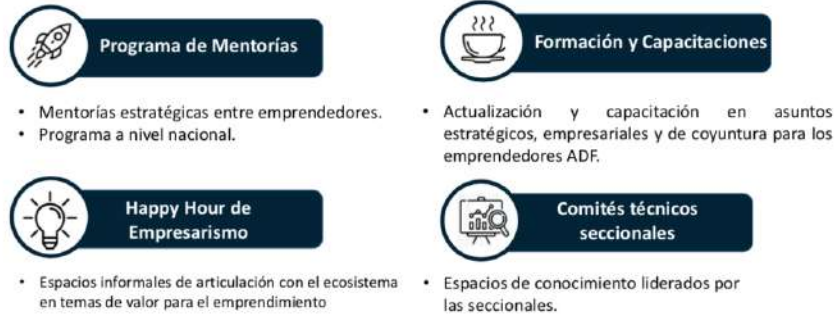 Programa de Mentorías
• Mentorías estratégicas entre emprendedores.
• Programa a nivel nacional.
Formación y Capacitaciones
• Actualización y capacitación en asuntos
estratégicos, empresariales y de coyuntura para los
emprendedores ADF.
Happy Hour de
Empresarismo
• Espacios informales de articulación con el ecosistema
en temas de valor para el emprendimiento
Comités técnicos
seccionales
• Espacios de conocimiento liderados por
las seccionales.